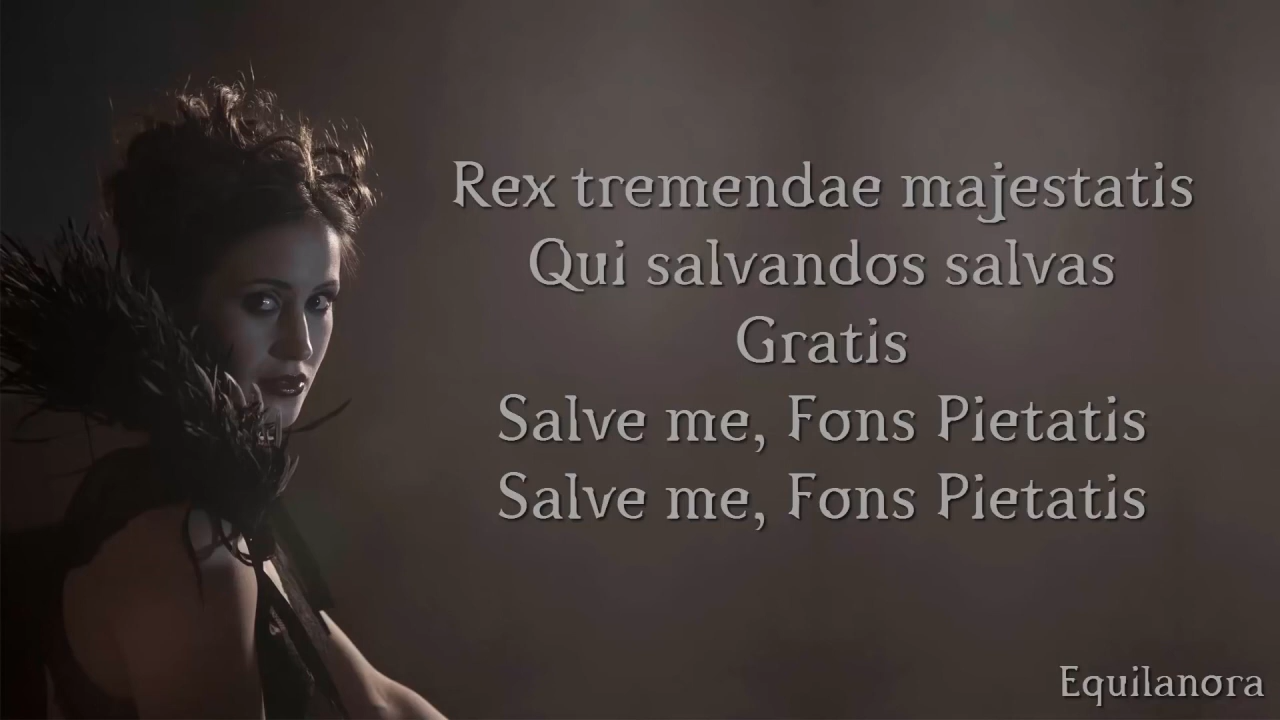 Rex tremendae majestatis
Qui salvandos salvas
Gratis
Salve me, Fons Pietatis
Salve me, Fons Pietatis
Equilanora